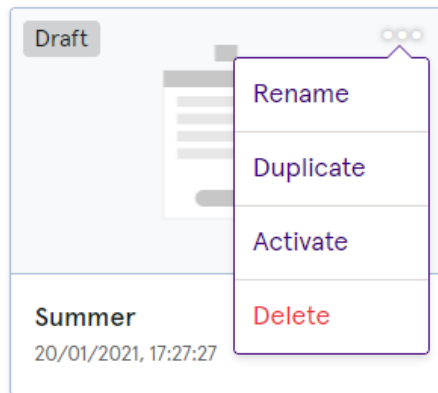 Draft
Rename
Duplicate
Activate
Delete
Summer
20/01/2021, 17:27:27